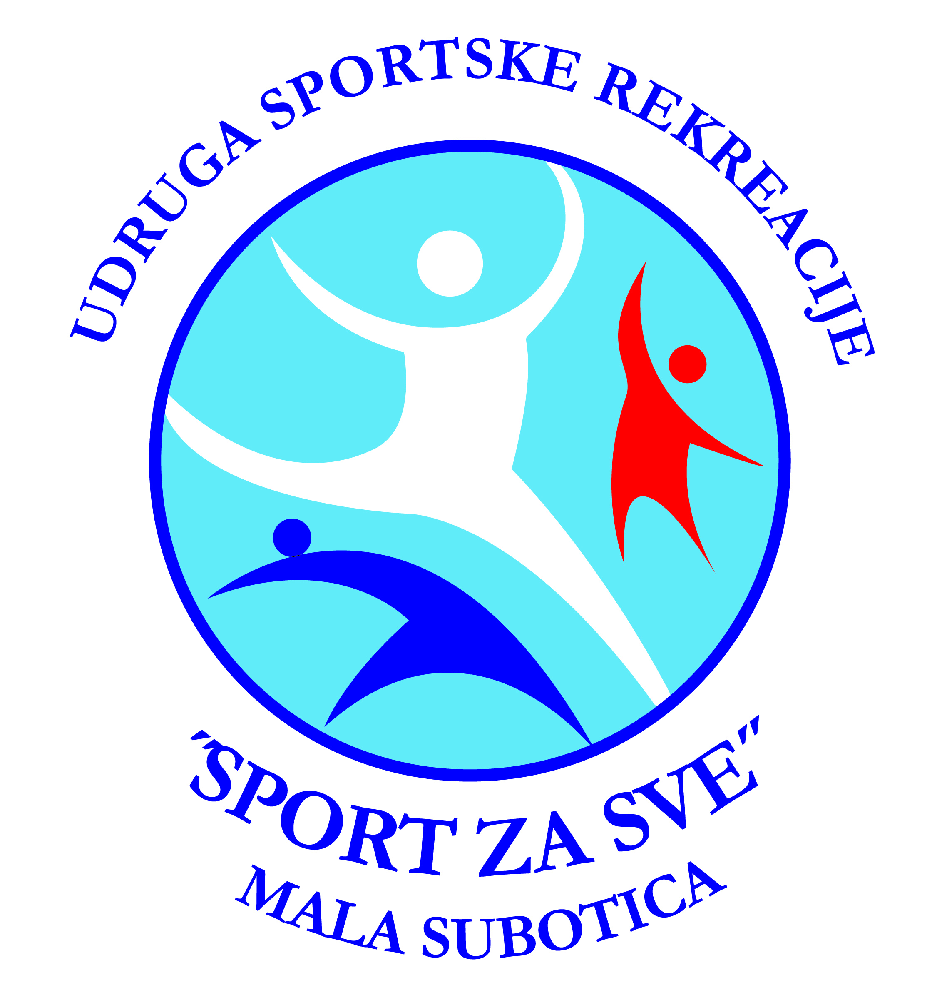 UDRUGA SPORTSKE REKREACIJE
"SPORT ZA SVE"
MALA SUBOTICA